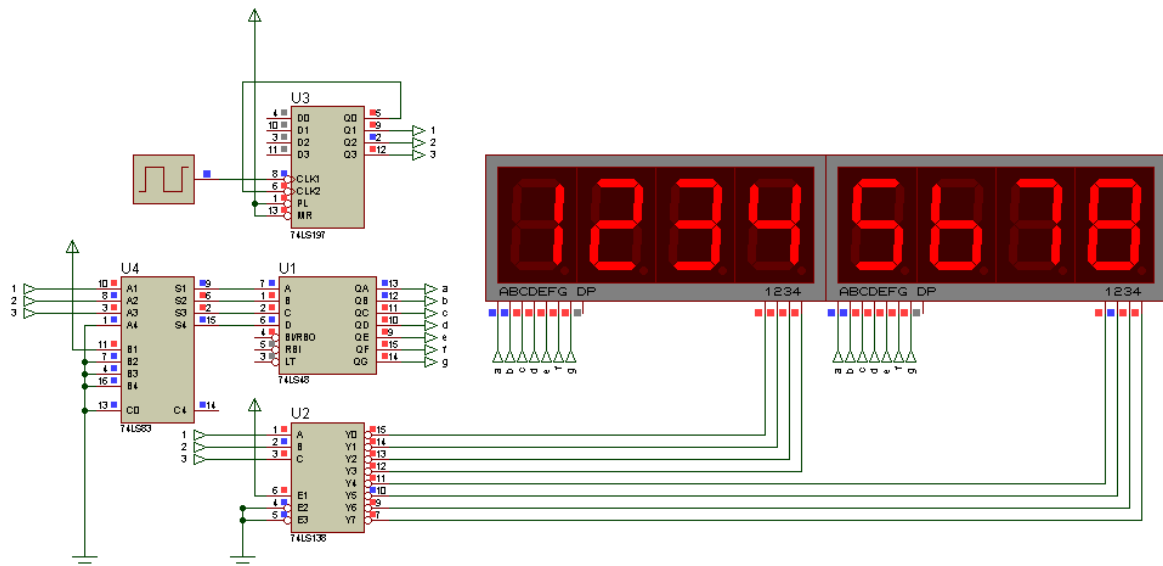 U3
4 D0 Q0 5
10 D1 Q1 9 1
3 D2 Q2 2 2
11 D3 Q3 12 3
8 CLK1
6 CLK2
1 PL
13 MR
74LS197
U4
1 10 A1 S1 9
2 8 A2 S2 6
3 3 A3 S3 2
1 A4 S4 15
11 B1
7 B2
4 B3
16 B4
13 C0 C4 14
74LS83
U1
7 A QA 13 a
1 B QB 12 b
2 C QC 11 c
6 D QD 10 d
4 BI/RBO QE 9 e
5 RBI QF 15 f
3 LT QG 14 g
74LS48
U2
1 1 A Y0 15
2 2 B Y1 14
3 3 C Y2 13
Y3 12
Y4 11
6 E1 Y5 10
4 E2 Y6 9
5 E3 Y7 7
74LS138
1234 5678
ABCDEFG DP 1234 ABCDEFG DP 1234
a b c d e f g a b c d e f g